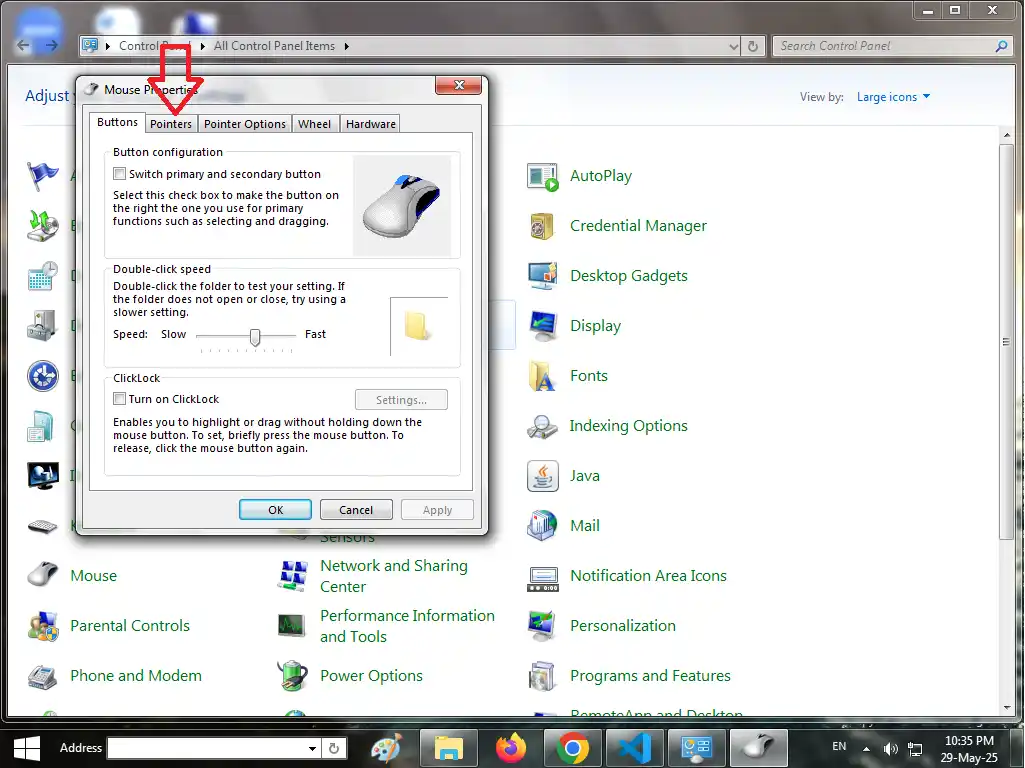 Control Panel
All Control Panel Items
Search Control Panel
Adjust
View by: Large icons
Mouse Properties
Buttons
Pointers
Pointer Options
Wheel
Hardware
Button configuration
Switch primary and secondary button
Select this check box to make the button on
the right the one you use for primary
functions such as selecting and dragging.
Double-click speed
Double-click the folder to test your setting. If
the folder does not open or close, try using a
slower setting.
Speed: Slow Fast
ClickLock
Turn on ClickLock
Settings...
Enables you to highlight or drag without holding down the
mouse button. To set, briefly press the mouse button. To
release, click the mouse button again.
OK
Cancel
Apply
AutoPlay
Credential Manager
Desktop Gadgets
Display
Fonts
Indexing Options
Java
Mail
Sensors
Mouse
Network and Sharing
Center
Notification Area Icons
Parental Controls
Performance Information
and Tools
Personalization
Phone and Modem
Power Options
Programs and Features
RemoteApp and Desktop
Address
EN
10:35 PM
29-May-25